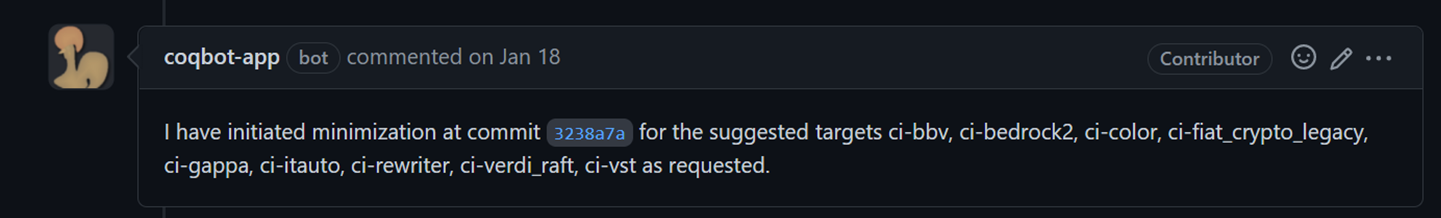 coqbot-app bot commented on Jan 18 Contributor
I have initiated minimization at commit 3238a7a for the suggested targets ci-bbv, ci-bedrock2, ci-color, ci-fiat_crypto_legacy,
ci-gappa, ci-itauto, ci-rewriter, ci-verdi_raft, ci-vst as requested.